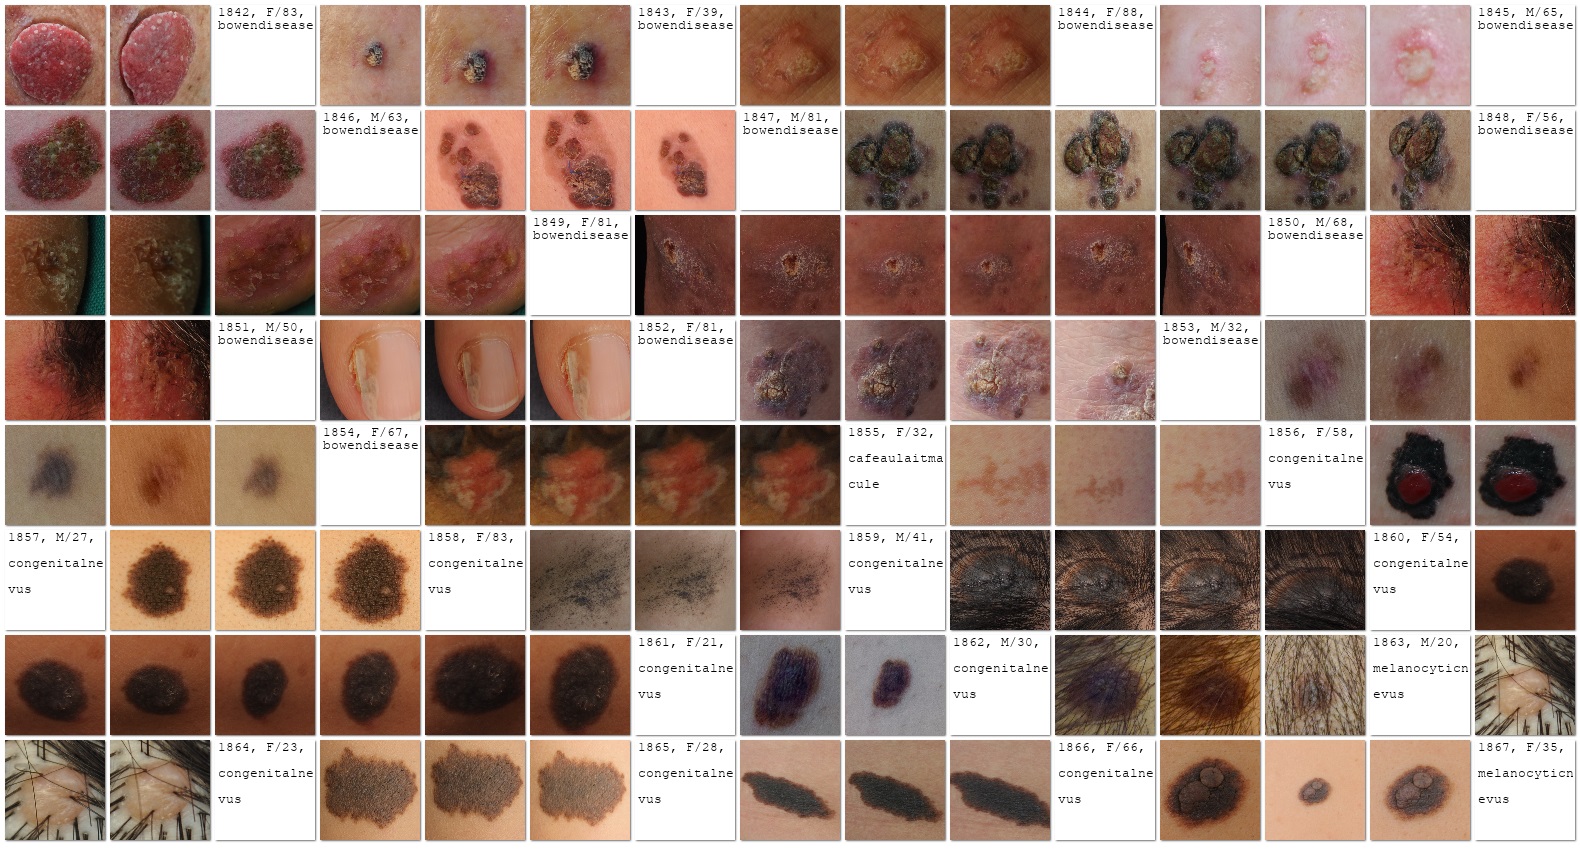 1842, F/83,
bowendisease
1843, F/39,
bowendisease
1844, F/88,
bowendisease
1845, M/65,
bowendisease
1846, M/63,
bowendisease
1847, M/81,
bowendisease
1848, F/56,
bowendisease
1849, F/81,
bowendisease
1850, M/68,
bowendisease
1851, M/50,
bowendisease
1852, F/81,
bowendisease
1853, M/32,
bowendisease
1854, F/67,
bowendisease
1855, F/32,
cafeaulaitma
cule
1856, F/58,
congenitalne
vus
1857, M/27,
congenitalne
vus
1858, F/83,
congenitalne
vus
1859, M/41,
congenitalne
vus
1860, F/54,
congenitalne
vus
1861, F/21,
congenitalne
vus
1862, M/30,
congenitalne
vus
1863, M/20,
melanocyticn
evus
1864, F/23,
congenitalne
vus
1865, F/28,
congenitalne
vus
1866, F/66,
congenitalne
vus
1867, F/35,
melanocyticn
evus